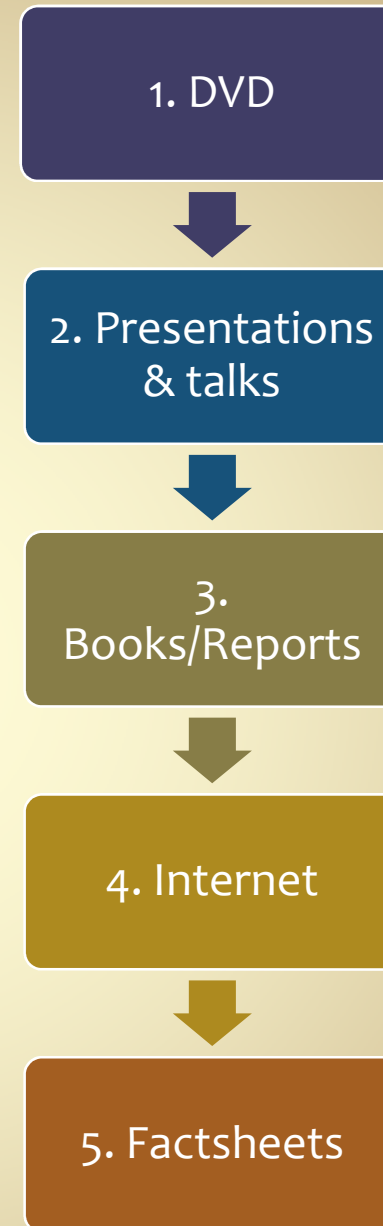 1. DVD
2. Presentations
& talks
3.
Books/Reports
4. Internet
5. Factsheets